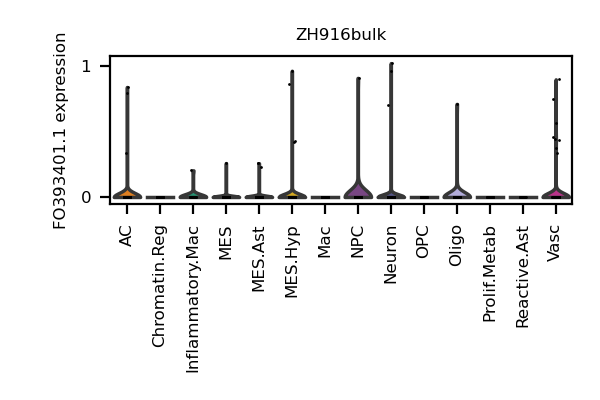 ZH916bulk
FO393401.1 expression
1
0
AC
Chromatin.Reg
Inflammatory.Mac
MES
MES.Ast
MES.Hyp
Mac
NPC
Neuron
OPC
Oligo
Prolif.Metab
Reactive.Ast
Vasc